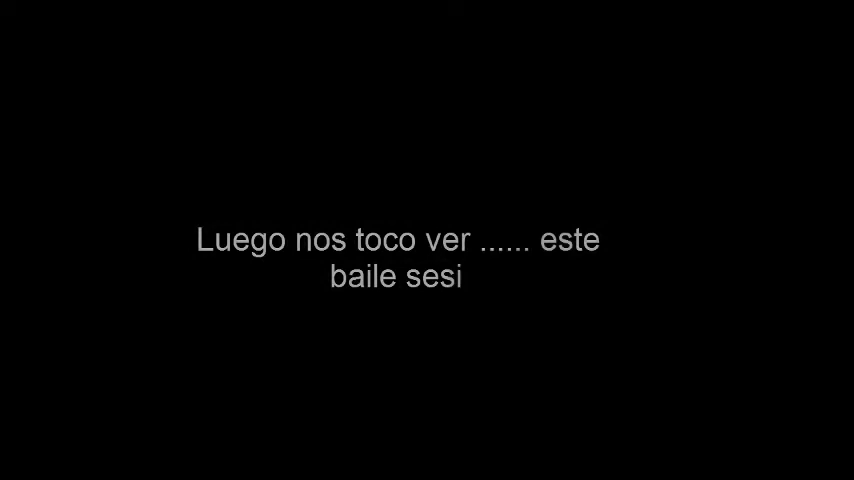 Luego nos toco ver ...... este
baile sesi